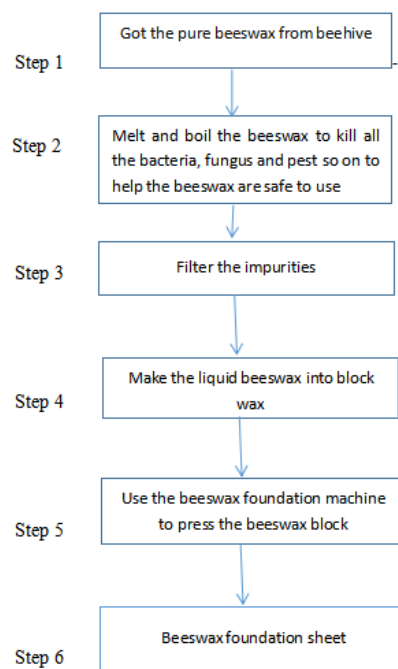 Got the pure beeswax from beehive
Step 1
Step 2
Melt and boil the beeswax to kill all
the bacteria, fungus and pest so on to
help the beeswax are safe to use
Step 3
Filter the impurities
Make the liquid beeswax into block
wax
Step 4
Use the beeswax foundation machine
to press the beeswax block
Step 5
Beeswax foundation sheet
Step 6